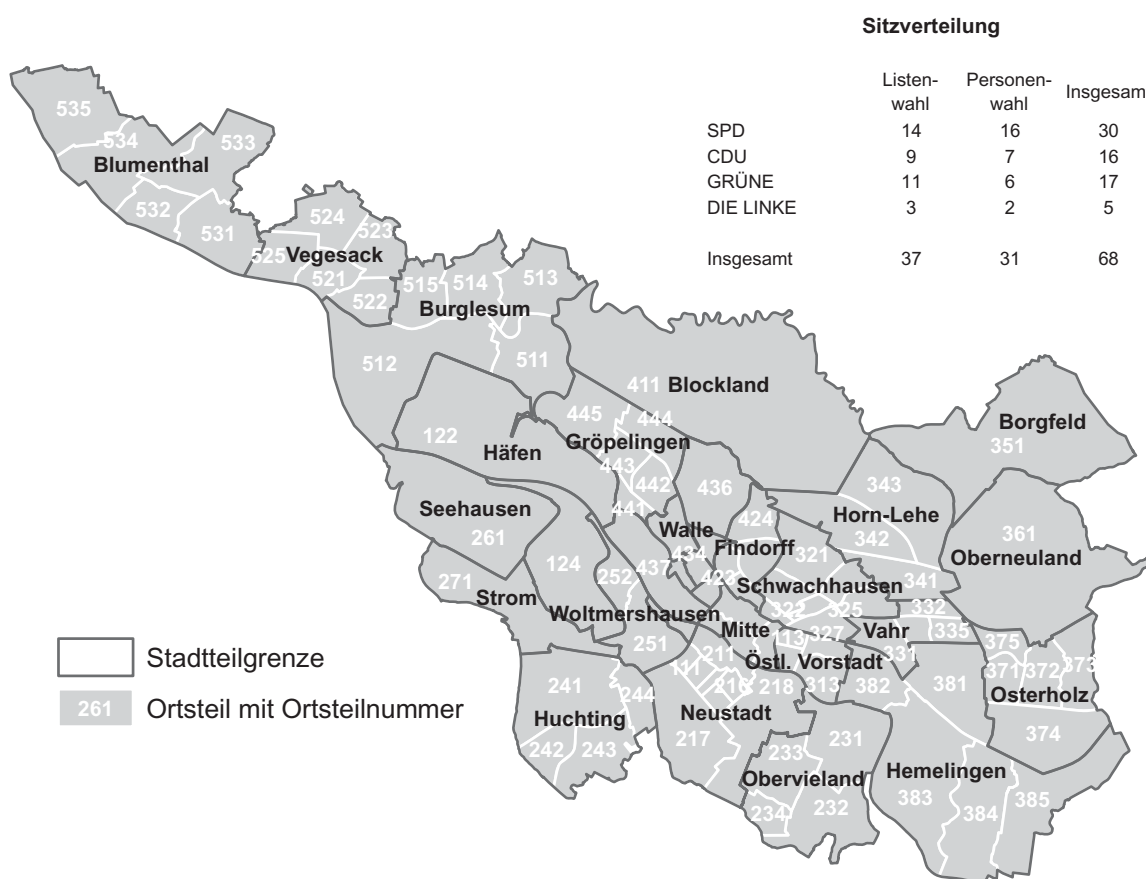 Sitzverteilung
Listen- Personen- Insgesam
wahl wahl
SPD 14 16 30
CDU 9 7 16
GRÜNE 11 6 17
DIE LINKE 3 2 5
Insgesamt 37 31 68
535
534
533
Blumenthal
532
531
524
523
525
Vegesack
521
522
515
514
513
Burglesum
512
511
411 Blockland
445
444
Gröpelingen
Borgfeld
351
122
Häfen
443
442
436
343
441
Seehausen
261
Walle
424
Horn-Lehe
342
361
Oberneuland
434
Findorff
321
271
Strom
124
252
437
423
Schwachhausen
341
Woltmershausen
322
325
332
Mitte
113
327
Vahr
335
251
211
Östl. Vorstadt
331
375
111
216
218
313
382
381
371
372
373
Osterholz
241
244
Huchting
Neustadt
242
243
217
233
231
374
Obervieland
Hemelingen
234
232
383
384
385
Stadtteilgrenze
261 Ortsteil mit Ortsteilnummer